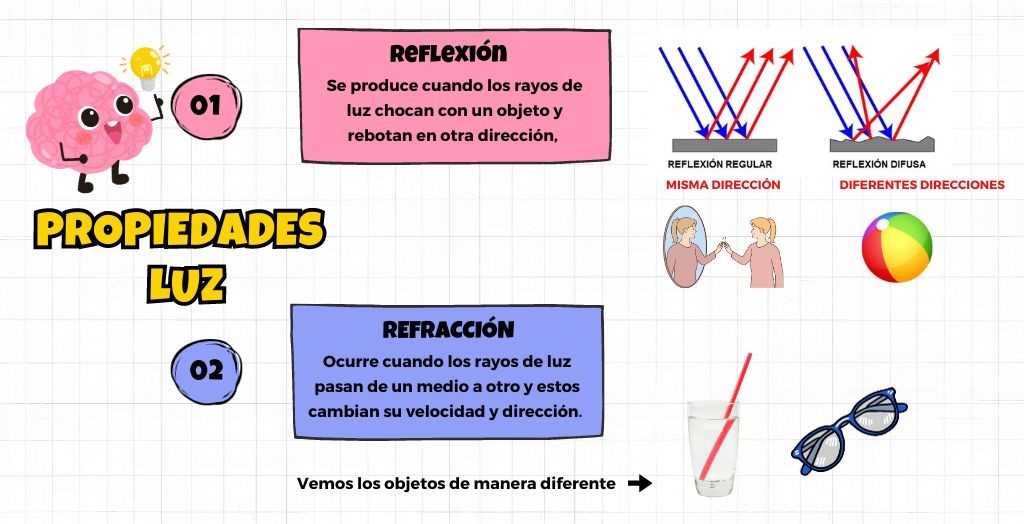 01
ReFLexIóN
Se produce cuando los rayos de
luz chocan con un objeto y
rebotan en otra dirección,
REFLEXIÓN REGULAR
REFLEXIÓN DIFUSA
MISMA DIRECCIÓN
DIFERENTES DIRECCIONES
PROPIEDADES
LUZ
02
REFRACCIÓN
Ocurre cuando los rayos de luz
pasan de un medio a otro y estos
cambian su velocidad y dirección.
Vemos los objetos de manera diferente